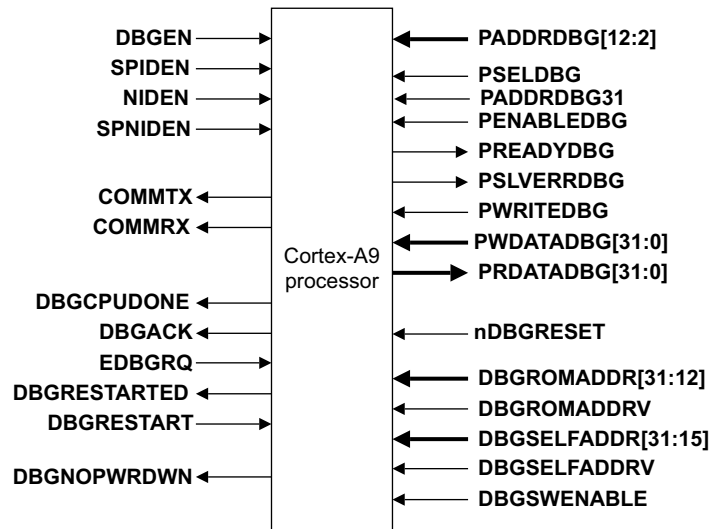 DBGEN
SPIDEN
NIDEN
SPNIDEN
COMMTX
COMMRX
DBGCPUDONE
DBGACK
EDBGRQ
DBGRESTARTED
DBGRESTART
DBGNOPWRDWN
Cortex-A9
processor
PADDRDBG[12:2]
PSELDBG
PADDRDBG31
PENABLEDBG
PREADYDBG
PSLVERRDBG
PWRITEDBG
PWDATADBG[31:0]
PRDATADBG[31:0]
nDBGRESET
DBGROMADDR[31:12]
DBGROMADDRV
DBGSELFADDR[31:15]
DBGSELFADDRV
DBGSWENABLE